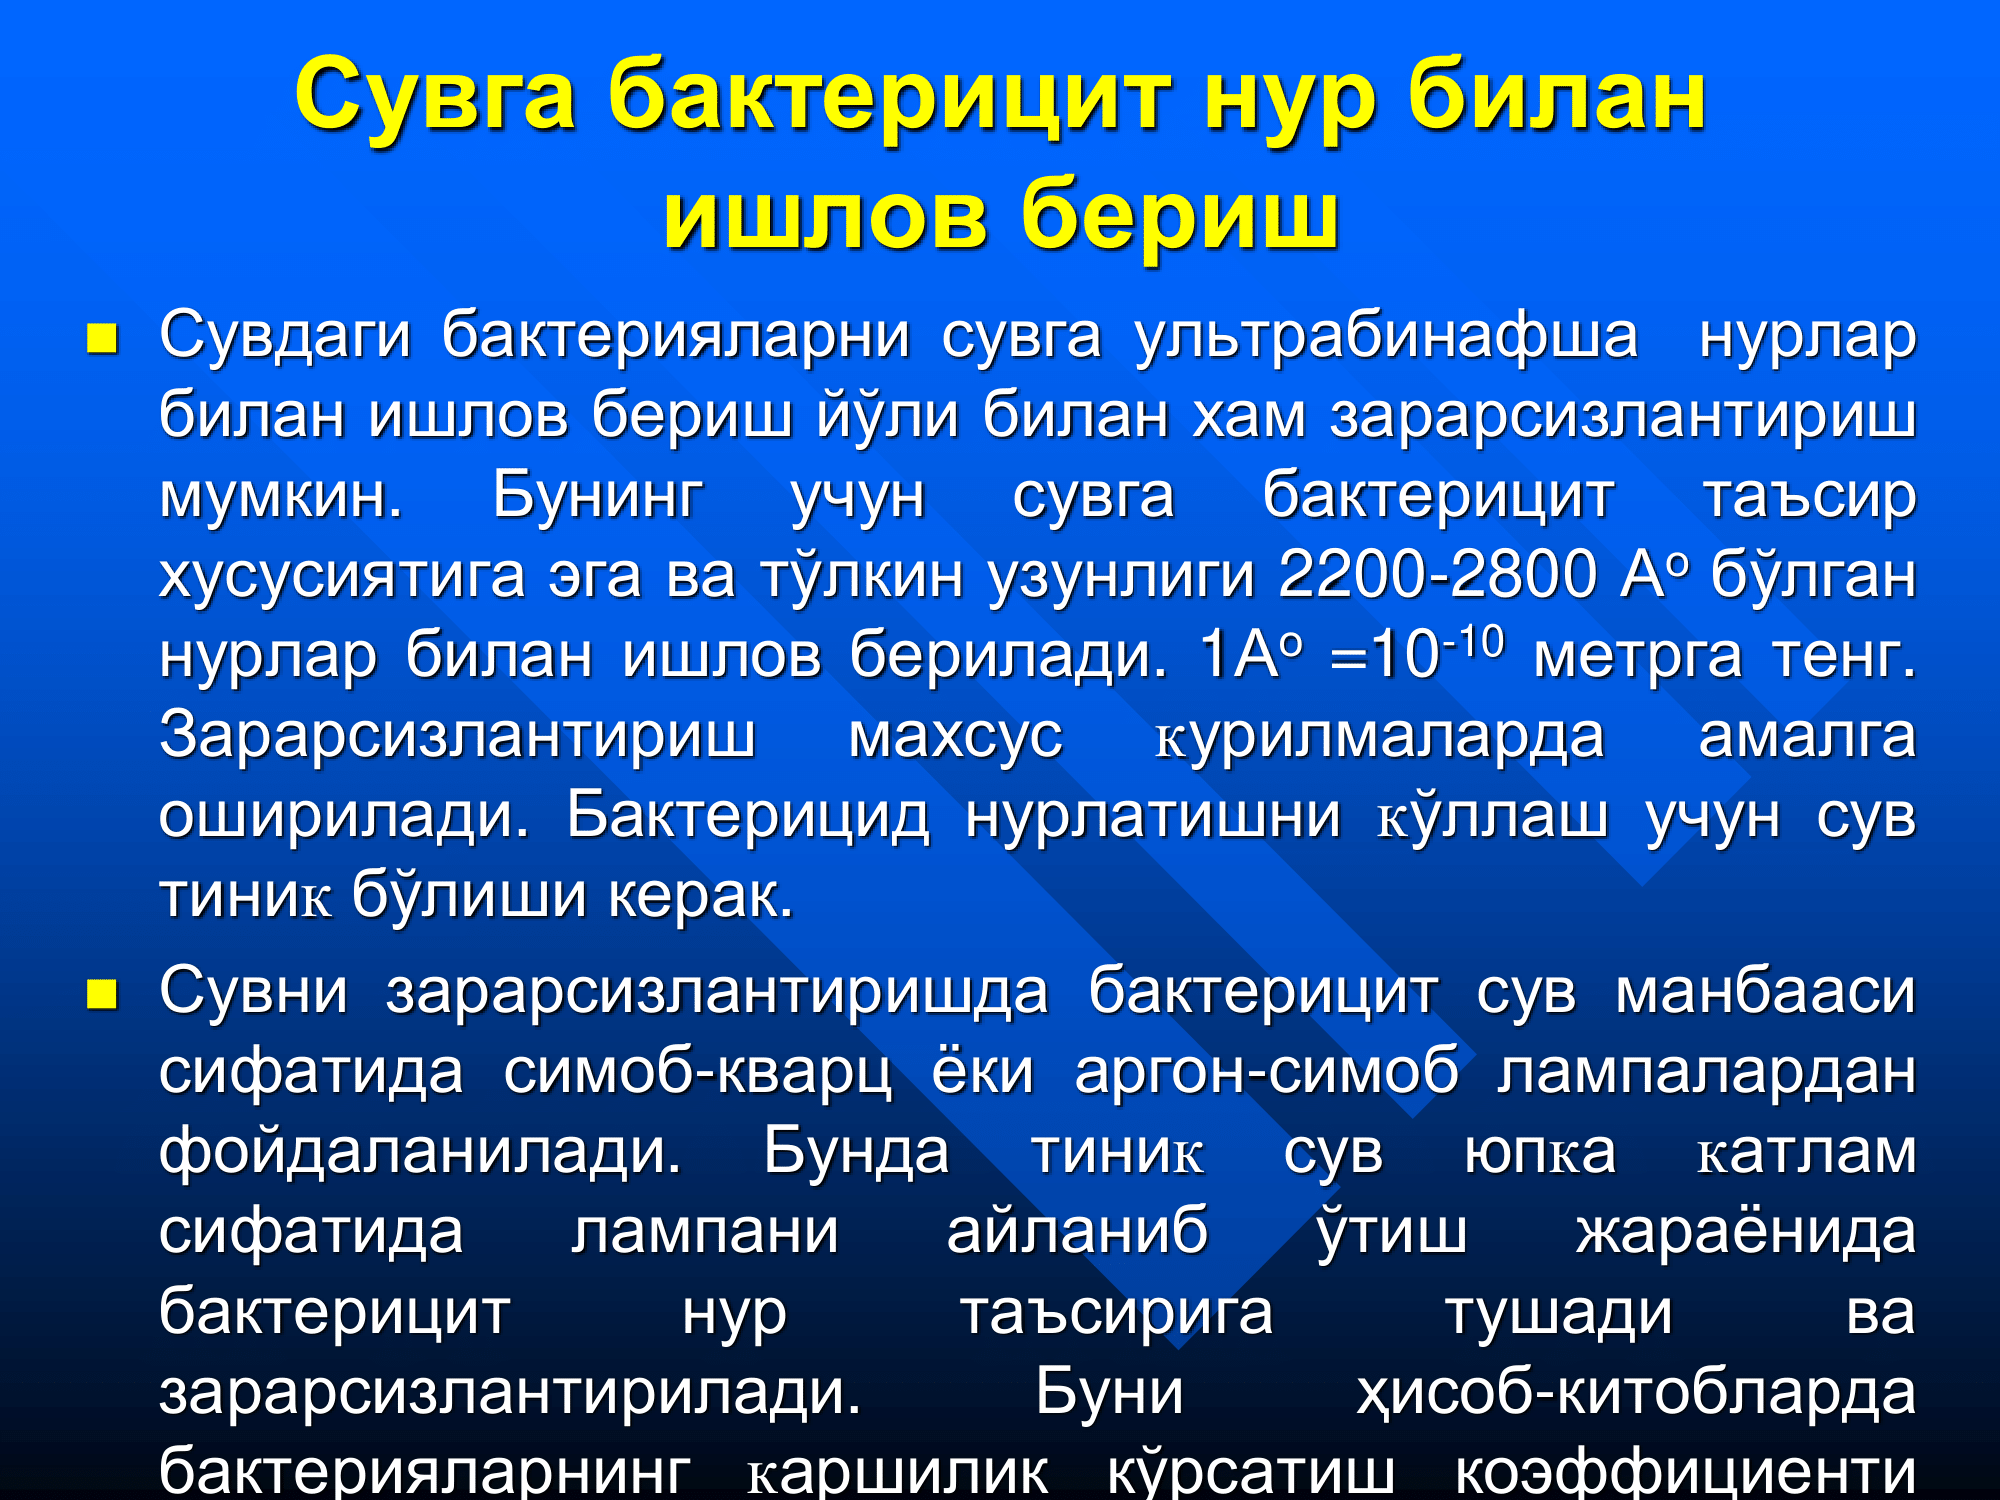 Сувга бактерицит нур билан
ишлов бериш
Сувдаги бактерияларни сувга ультрабинафша нурлар
билан ишлов бериш йўли билан хам зарарсизлантириш
мумкин. Бунинг учун сувга бактерицит таъсир
хусусиятига эга ва тўлкин узунлиги 2200-2800 Аº бўлган
нурлар билан ишлов берилади. 1Аº =10⁻¹⁰ метрга тенг.
Зарарсизлантириш махсус курилмаларда амалга
оширилади. Бактерицид нурлатишни кўллаш учун сув
тиник бўлиши керак.
Сувни зарарсизлантиришда бактерицит сув манбааси
сифатида симоб-кварц ёки аргон-симоб лампалардан
фойдаланилади. Бунда тиник сув юпка катлам
сифатида лампани айланиб ўтиш жараёнида
бактерицит нур таъсирига тушади ва
зарарсизлантирилади. Буни ҳисоб-китобларда
бактерияларнинг каршилик кўрсатиш коэффициенти